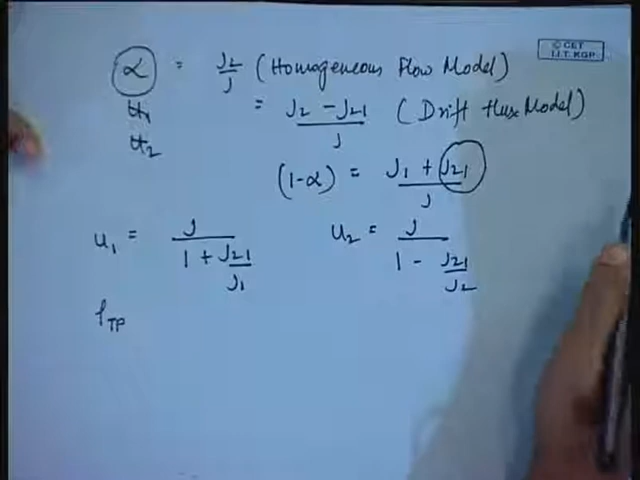 © CET
I.I.T. KGP
α = J2/J (Homogeneous Flow Model)
u1 = J2 - J21 / J (Drift flux Model)
u2
(1-α) = J1 + J21 / J
u1 = J / 1 + J21/J1 u2 = J / 1 - J21/J2
ρTP